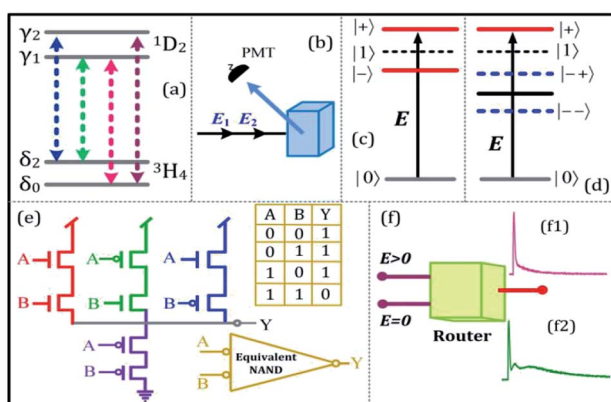 γ2
¹D2
γ1
(a)
δ2
³H4
δ0
PMT
(b)
E1 E2
|+⟩
|1⟩
|−⟩
(c)
E
|0⟩
|+⟩
|1⟩
|−+⟩
|−−⟩
E
|0⟩
(d)
(e)
A
B
A
B
A
B
Y
A
B
A B Y
0 0 1
0 1 1
1 0 1
1 1 0
A
B
Equivalent
NAND
Y
(f)
(f1)
E>0
E=0
Router
(f2)